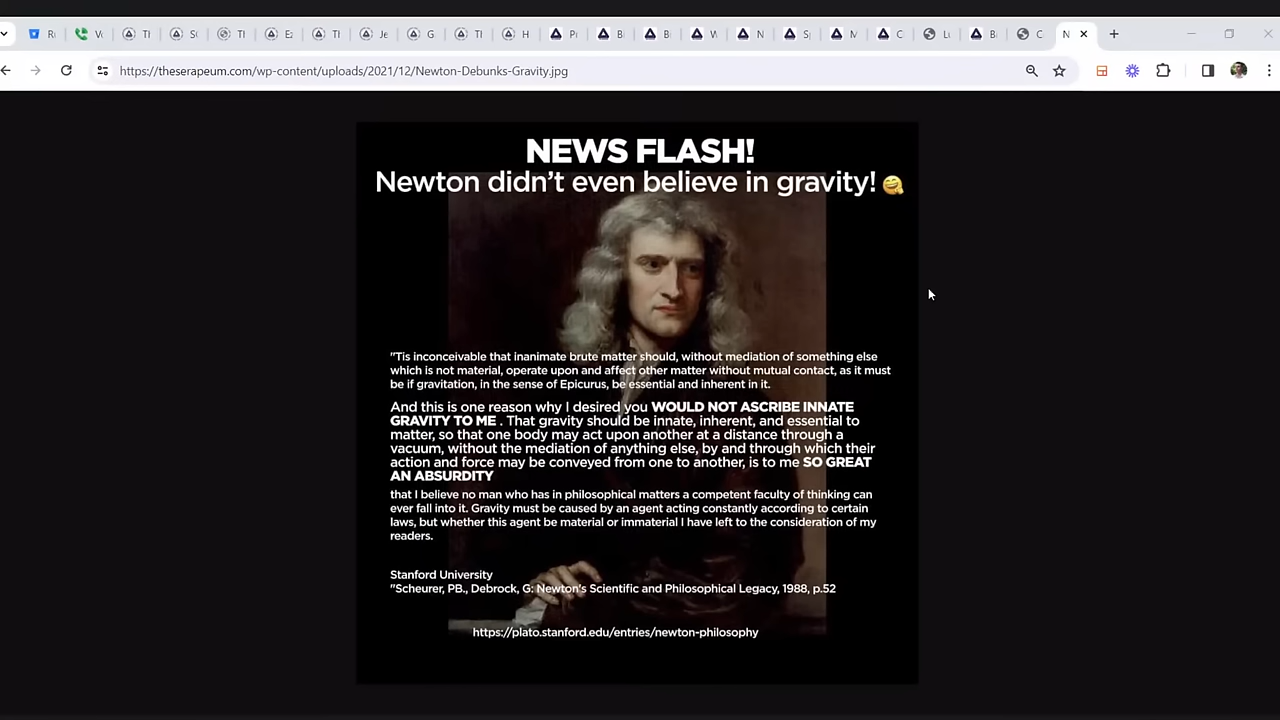 R
Vo
Tl
S(
Tl
E:
Tl
Je
G
Tl
H
P
B
B
V
N
S
M
C
Li
B
C
N
https://theserapeum.com/wp-content/uploads/2021/12/Newton-Debunks-Gravity.jpg
NEWS FLASH!
Newton didn't even believe in gravity! 🥰
"Tis inconceivable that inanimate brute matter should, without mediation of something else
which is not material, operate upon and affect other matter without mutual contact, as it must
be if gravitation, in the sense of Epicurus, be essential and inherent in it.
And this is one reason why I desired you WOULD NOT ASCRIBE INNATE
GRAVITY TO ME . That gravity should be innate, inherent, and essential to
matter, so that one body may act upon another at a distance through a
vacuum, without the mediation of anything else, by and through which their
action and force may be conveyed from one to another, is to me SO GREAT
AN ABSURDITY
that I believe no man who has in philosophical matters a competent faculty of thinking can
ever fall into it. Gravity must be caused by an agent acting constantly according to certain
laws, but whether this agent be material or immaterial I have left to the consideration of my
readers.
Stanford University
"Scheurer, PB., Debrock, G: Newton's Scientific and Philosophical Legacy, 1988, p.52
https://plato.stanford.edu/entries/newton-philosophy